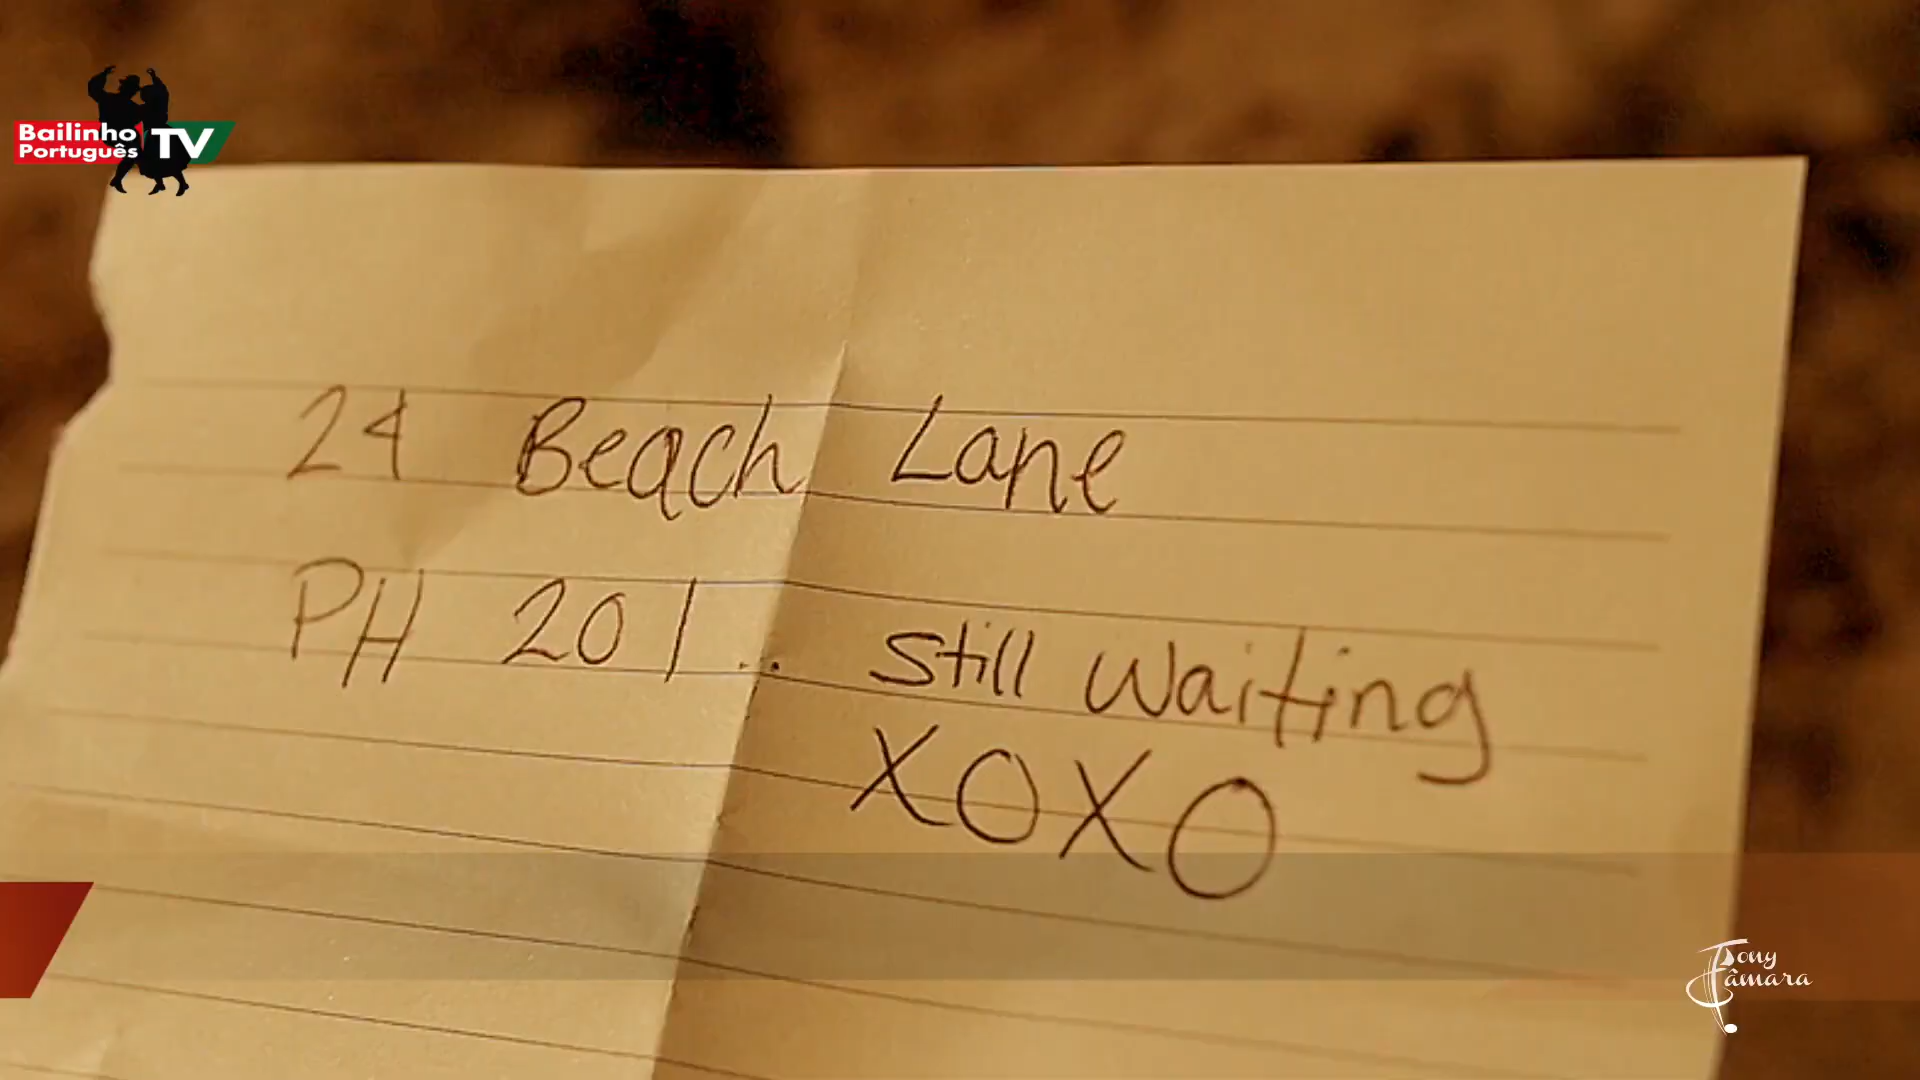 Bailinho
Português TV
24 Beach Lane
PH 201.. Still Waiting
XOXO
Tony
Câmara